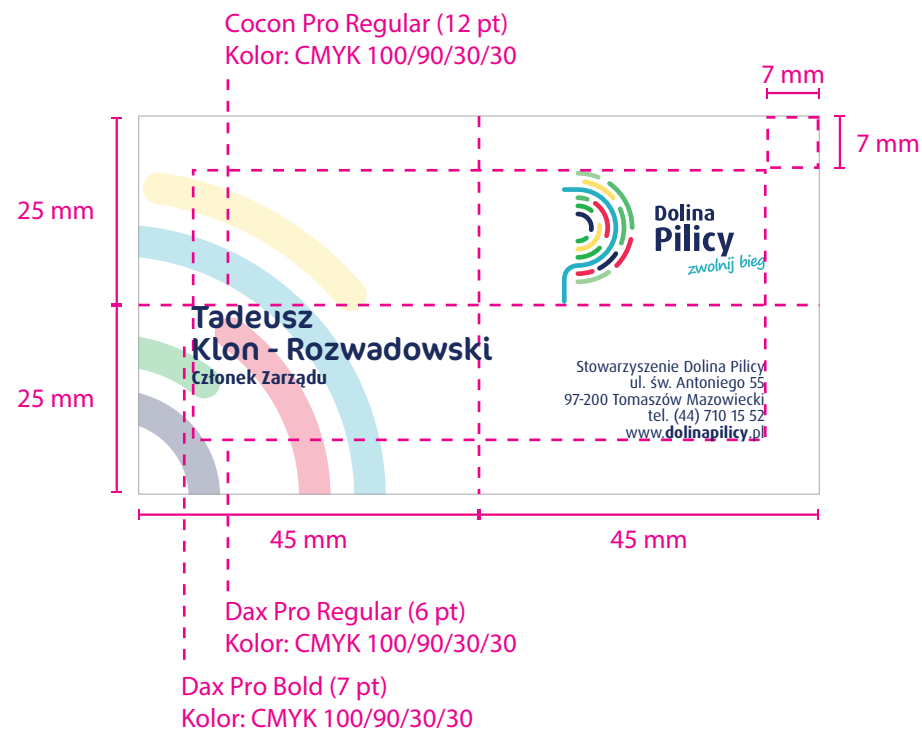 Cocon Pro Regular (12 pt)
Kolor: CMYK 100/90/30/30
7 mm
7 mm
25 mm
Dolina
Pilicy
zwolnij bieg
Tadeusz
Klon - Rozwadowski
Członek Zarządu
25 mm
Stowarzyszenie Dolina Pilicy
ul. św. Antoniego 55
97-200 Tomaszów Mazowiecki
tel. (44) 710 15 52
www.dolinapilicy.pl
45 mm
45 mm
Dax Pro Regular (6 pt)
Kolor: CMYK 100/90/30/30
Dax Pro Bold (7 pt)
Kolor: CMYK 100/90/30/30